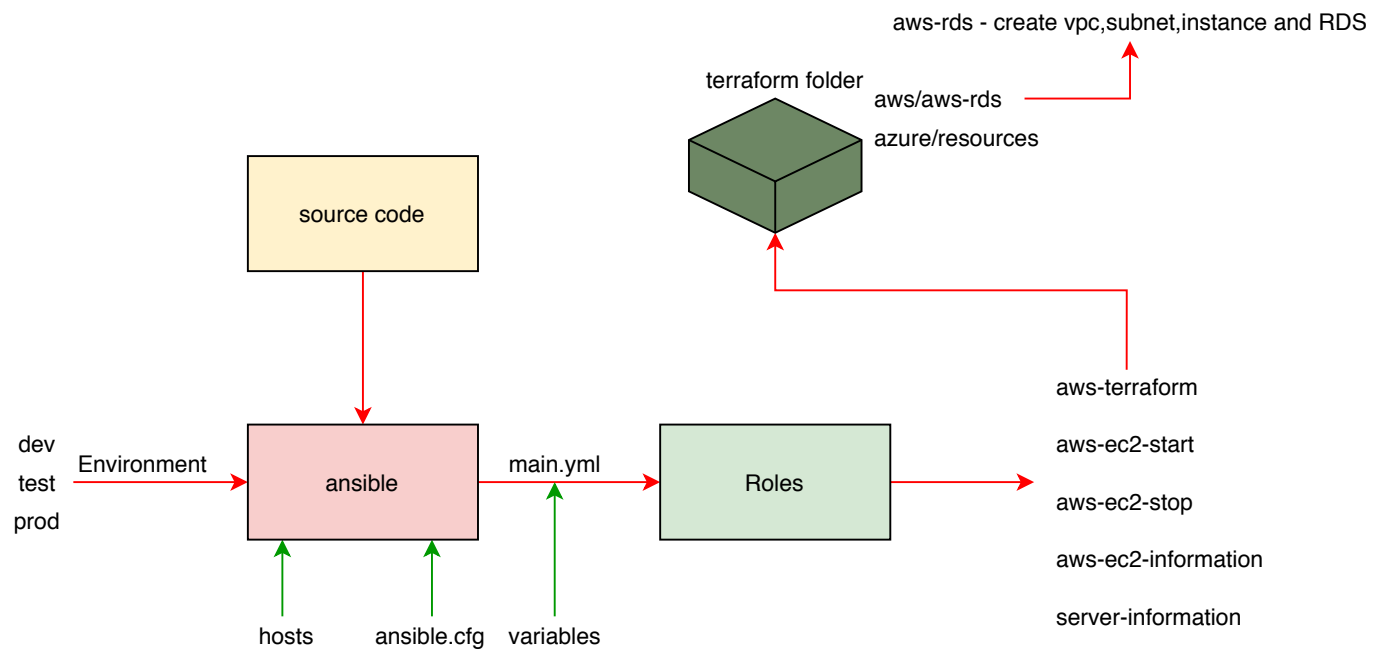 aws-rds - create vpc,subnet,instance and RDS
terraform folder
aws/aws-rds
azure/resources
source code
dev
test
prod
Environment
ansible
main.yml
Roles
aws-terraform
aws-ec2-start
aws-ec2-stop
aws-ec2-information
server-information
hosts
ansible.cfg
variables